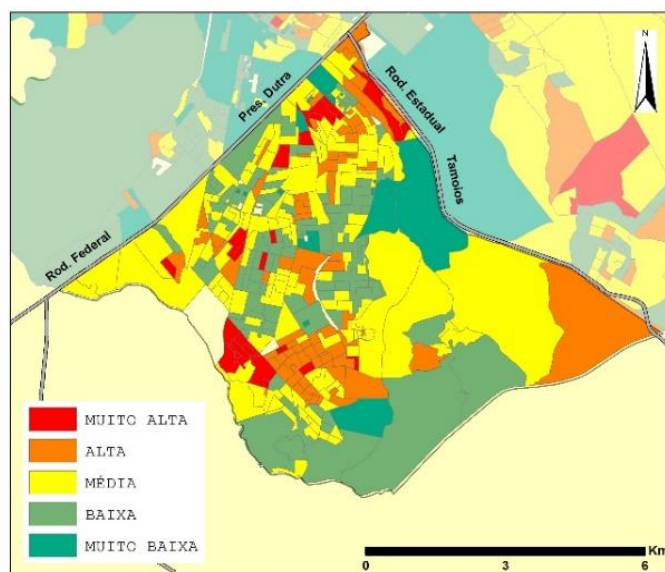 N
Pres. Dutra
Rod. Estadual
Tamoios
Rod. Federal
MUITO ALTA
ALTA
MÉDIA
BAIXA
MUITO BAIXA
Km
0 3 6